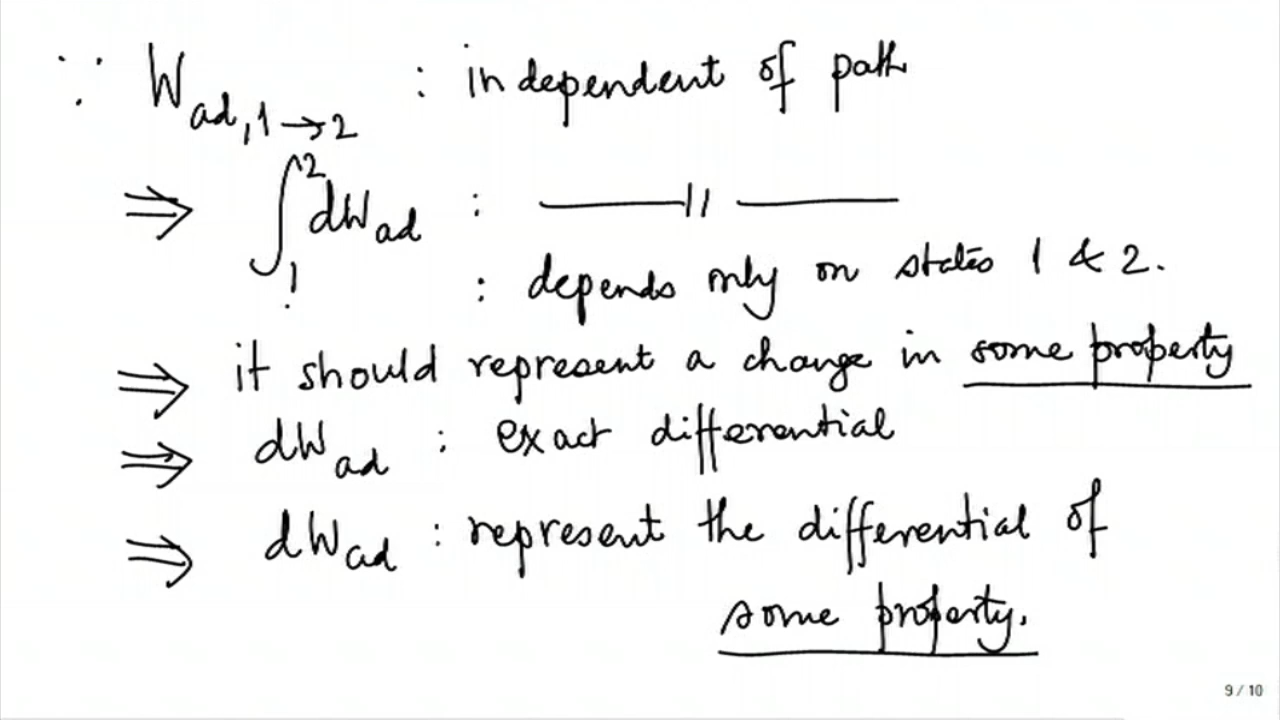 ∵ W_ad,1→2 : independent of path
⇒ ∫₁² dW_ad : ——— 〃 ———
: depends only on states 1 & 2.
⇒ it should represent a change in some property
⇒ dW_ad : exact differential
⇒ dW_ad : represent the differential of
some property.
9 / 10